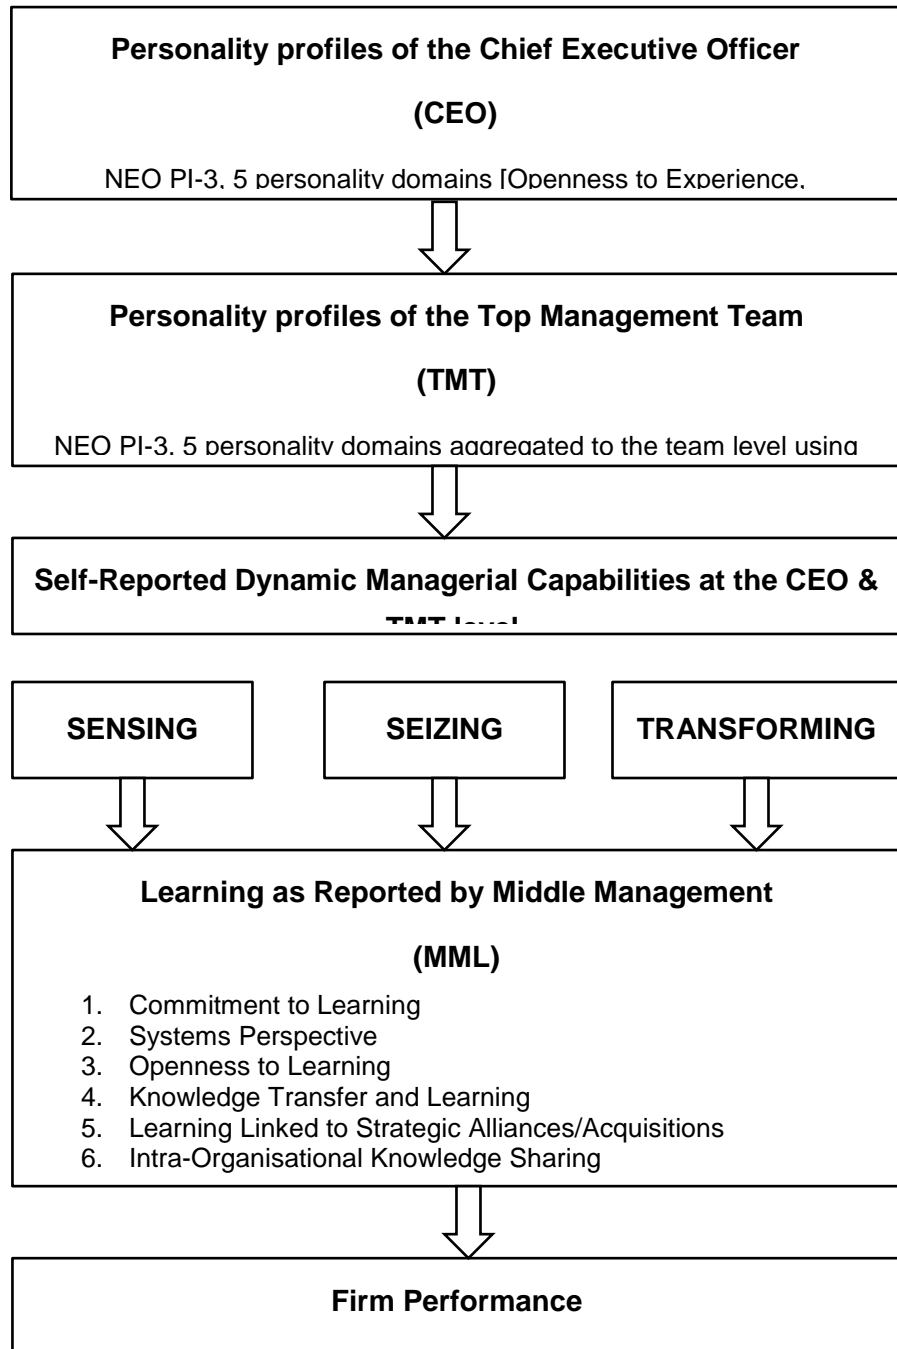 Personality profiles of the Chief Executive Officer
(CEO)
NEO PI-3, 5 personality domains [Openness to Experience,
Personality profiles of the Top Management Team
(TMT)
NEO PI-3, 5 personality domains aggregated to the team level using
Self-Reported Dynamic Managerial Capabilities at the CEO &
TMT level
SENSING
SEIZING
TRANSFORMING
Learning as Reported by Middle Management
(MML)
1. Commitment to Learning
2. Systems Perspective
3. Openness to Learning
4. Knowledge Transfer and Learning
5. Learning Linked to Strategic Alliances/Acquisitions
6. Intra-Organisational Knowledge Sharing
Firm Performance